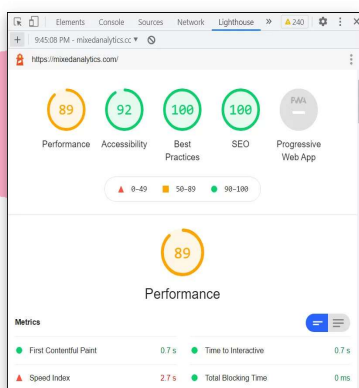 Elements Console Sources Network Lighthouse » 240
9:45:08 PM - mixedanalytics.cc
https://mixedanalytics.com/
89 92 100 100 PWA
Performance Accessibility Best Practices SEO Progressive Web App
0–49 50–89 90–100
89
Performance
Metrics
First Contentful Paint 0.7 s Time to Interactive 0.7 s
Speed Index 2.7 s Total Blocking Time 0 ms